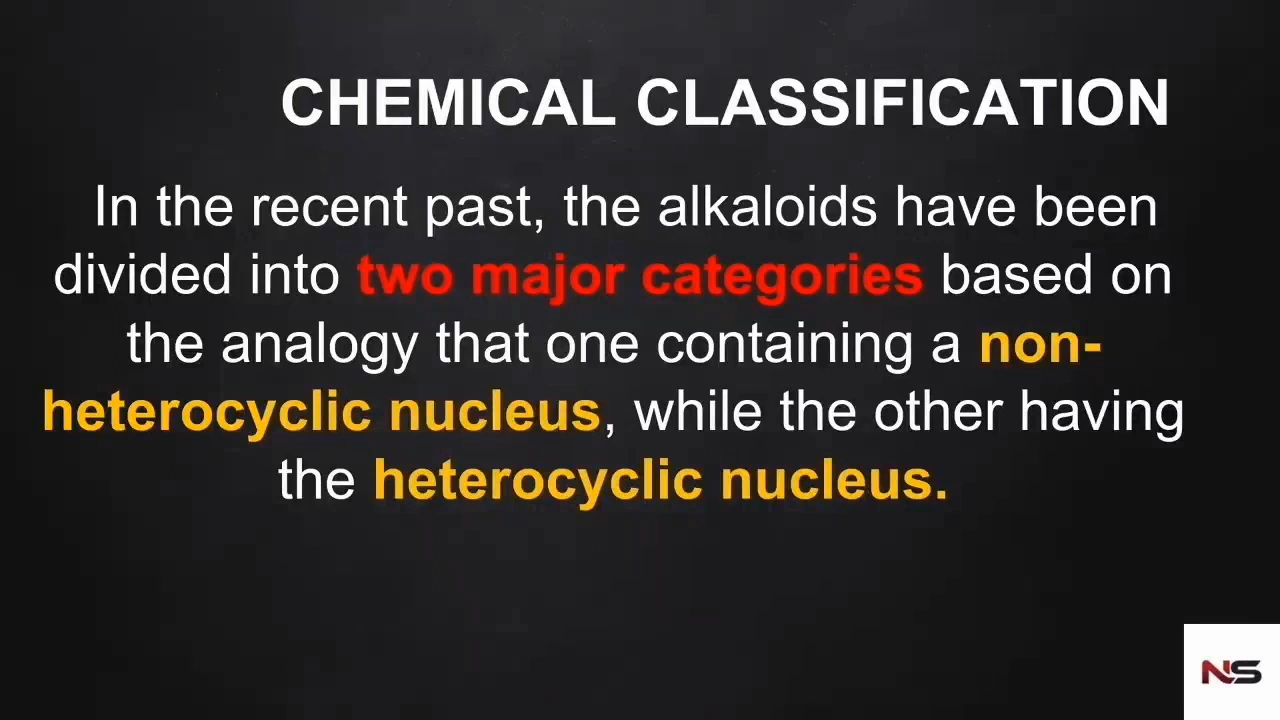 CHEMICAL CLASSIFICATION
In the recent past, the alkaloids have been
divided into two major categories based on
the analogy that one containing a non-
heterocyclic nucleus, while the other having
the heterocyclic nucleus.
NS